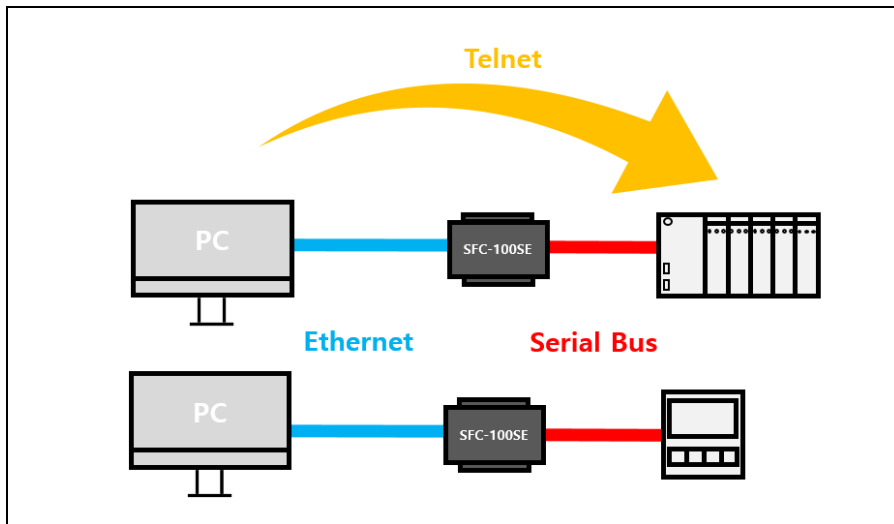 Telnet
PC
SFC-100SE
Ethernet
Serial Bus
PC
SFC-100SE